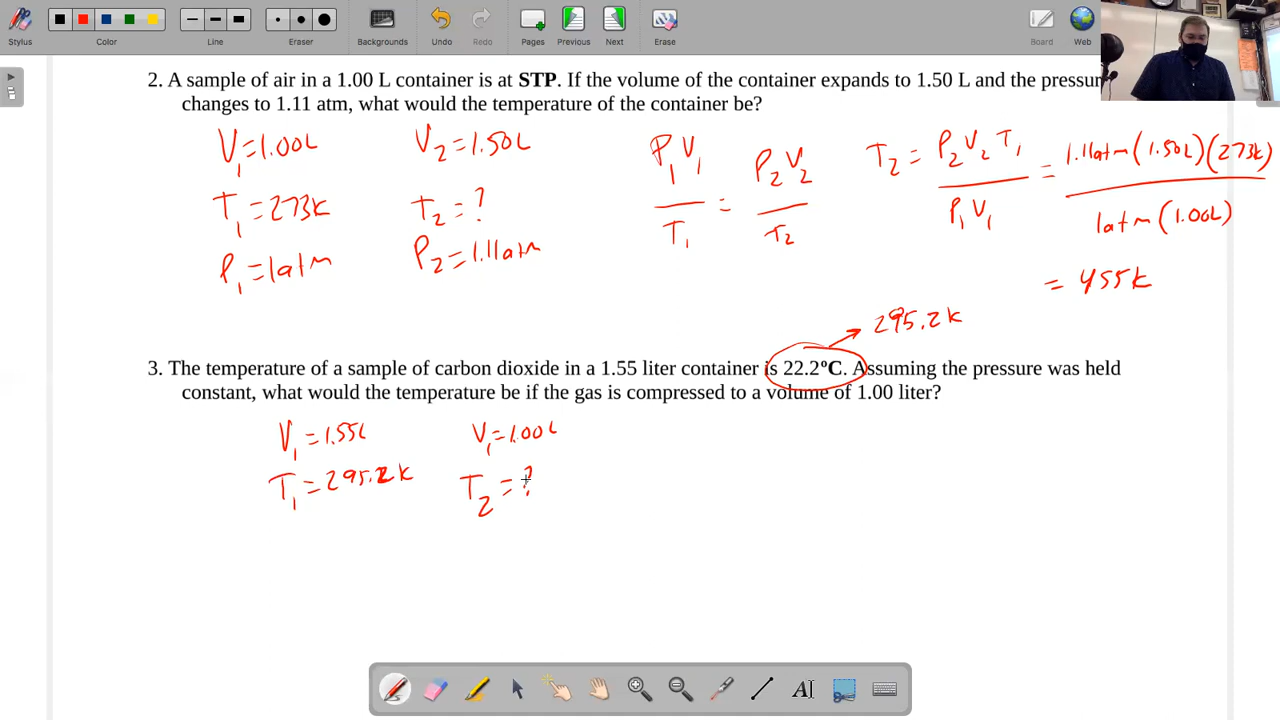 Stylus
Color
Line
Eraser
Backgrounds
Undo
Redo
Pages
Previous
Next
Erase
Board
Web
2. A sample of air in a 1.00 L container is at STP. If the volume of the container expands to 1.50 L and the pressur
changes to 1.11 atm, what would the temperature of the container be?
V₁=1.00L
V₂=1.50L
T₁=273K
T₂=?
P₁=1atm
P₂=1.11atm
P₁V₁/T₁ = P₂V₂/T₂
T₂ = P₂V₂T₁/P₁V₁ = 1.11atm(1.50L)(273K)/1atm(1.00L)
= 455K
295.2K
3. The temperature of a sample of carbon dioxide in a 1.55 liter container is 22.2ºC. Assuming the pressure was held
constant, what would the temperature be if the gas is compressed to a volume of 1.00 liter?
V₁=1.55L
V₁=1.00L
T₁=295.2K
T₂=?